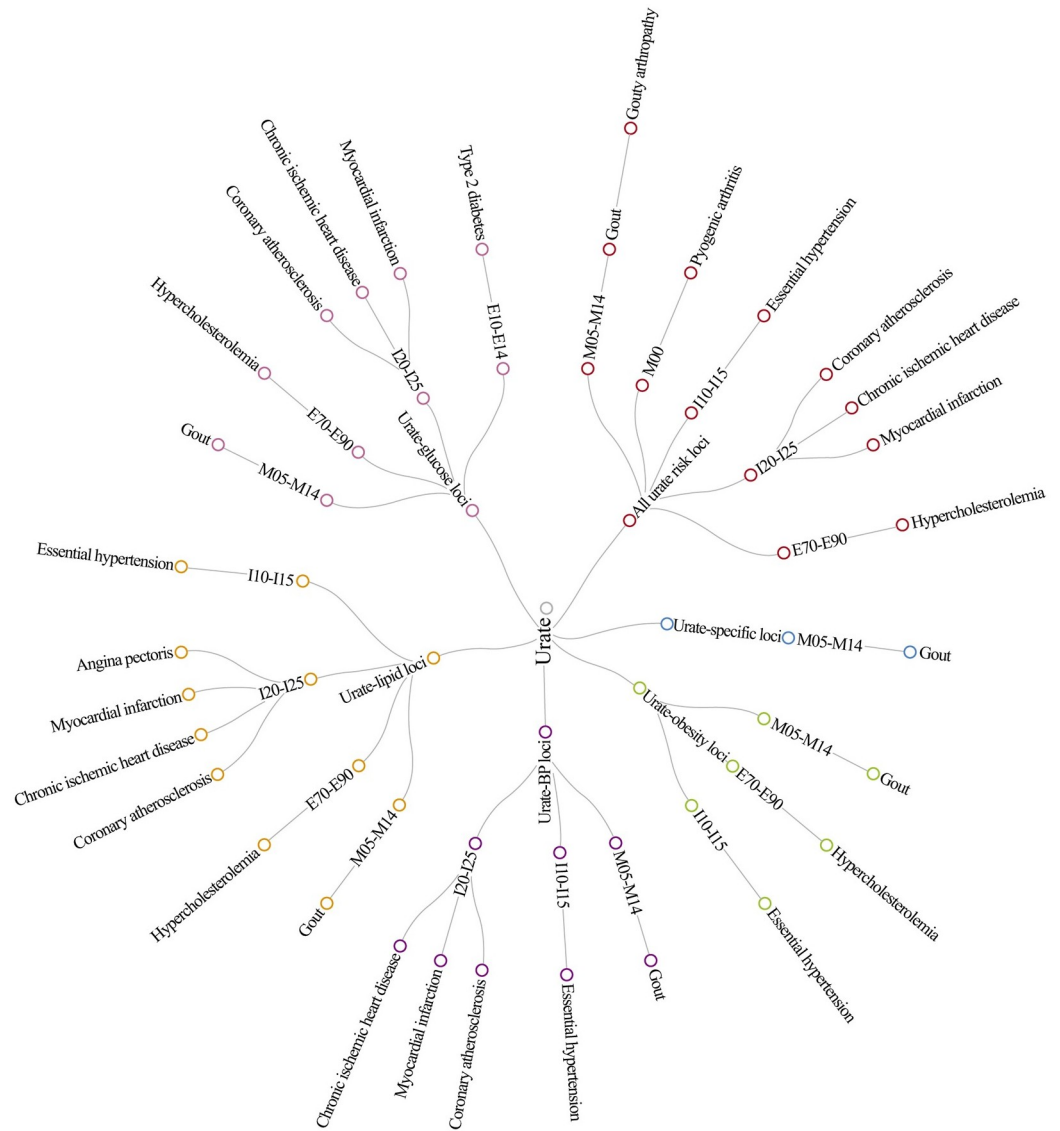 Urate
All urate risk loci
M05-M14
Gout
Gouty arthropathy
M00
Pyogenic arthritis
I10-I15
Essential hypertension
I20-I25
Coronary atherosclerosis
Chronic ischemic heart disease
Myocardial infarction
E70-E90
Hypercholesterolemia
Urate-specific loci
M05-M14
Gout
Urate-obesity loci
M05-M14
Gout
E70-E90
Hypercholesterolemia
I10-I15
Essential hypertension
Urate-BP loci
M05-M14
Gout
I10-I15
Essential hypertension
I20-I25
Coronary atherosclerosis
Myocardial infarction
Chronic ischemic heart disease
Urate-lipid loci
M05-M14
Gout
E70-E90
Hypercholesterolemia
I20-I25
Coronary atherosclerosis
Chronic ischemic heart disease
Myocardial infarction
Angina pectoris
I10-I15
Essential hypertension
Urate-glucose loci
M05-M14
Gout
E70-E90
Hypercholesterolemia
I20-I25
Coronary atherosclerosis
Chronic ischemic heart disease
Myocardial infarction
E10-E14
Type 2 diabetes